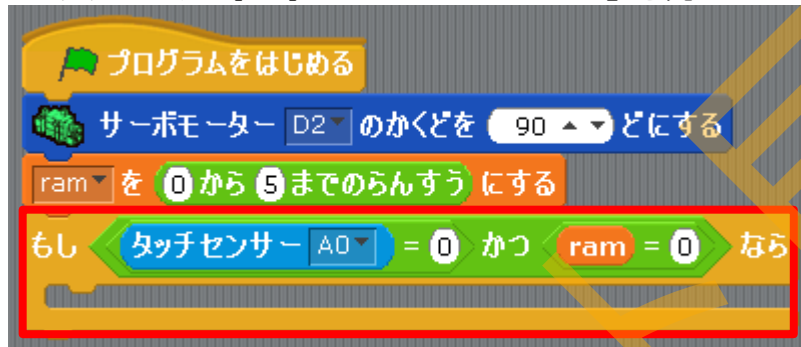 プログラムをはじめる
サーボモーター D2 のかくどを 90 どにする
ram を 0 から 5 までのらんすう にする
もし タッチセンサー A0 = 0 かつ ram = 0 なら